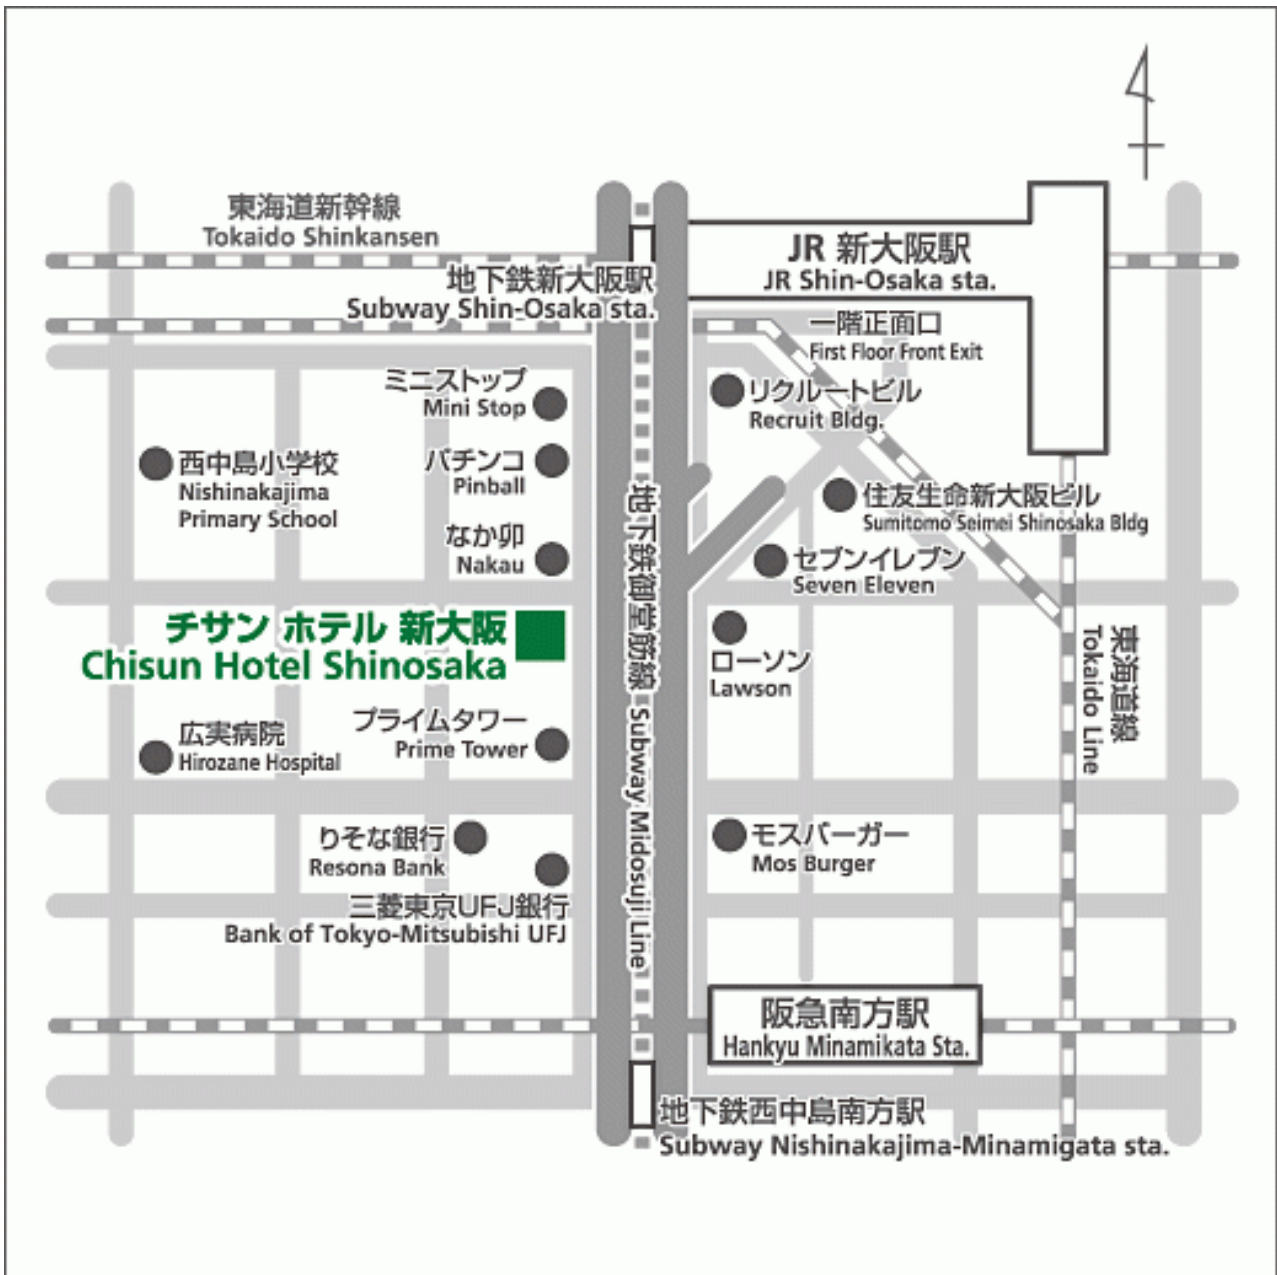 東海道新幹線
Tokaido Shinkansen
地下鉄新大阪駅
Subway Shin-Osaka sta.
JR 新大阪駅
JR Shin-Osaka sta.
一階正面口
First Floor Front Exit
ミニストップ
Mini Stop
リクルートビル
Recruit Bldg.
西中島小学校
Nishinakajima
Primary School
パチンコ
Pinball
住友生命新大阪ビル
Sumitomo Seimei Shinosaka Bldg
なか卯
Nakau
セブンイレブン
Seven Eleven
チサン ホテル 新大阪
Chisun Hotel Shinosaka
地下鉄御堂筋線 Subway Midosuji Line
ローソン
Lawson
東海道線
Tokaido Line
広実病院
Hirozane Hospital
プライムタワー
Prime Tower
りそな銀行
Resona Bank
モスバーガー
Mos Burger
三菱東京UFJ銀行
Bank of Tokyo-Mitsubishi UFJ
阪急南方駅
Hankyu Minamikata Sta.
地下鉄西中島南方駅
Subway Nishinakajima-Minamigata sta.